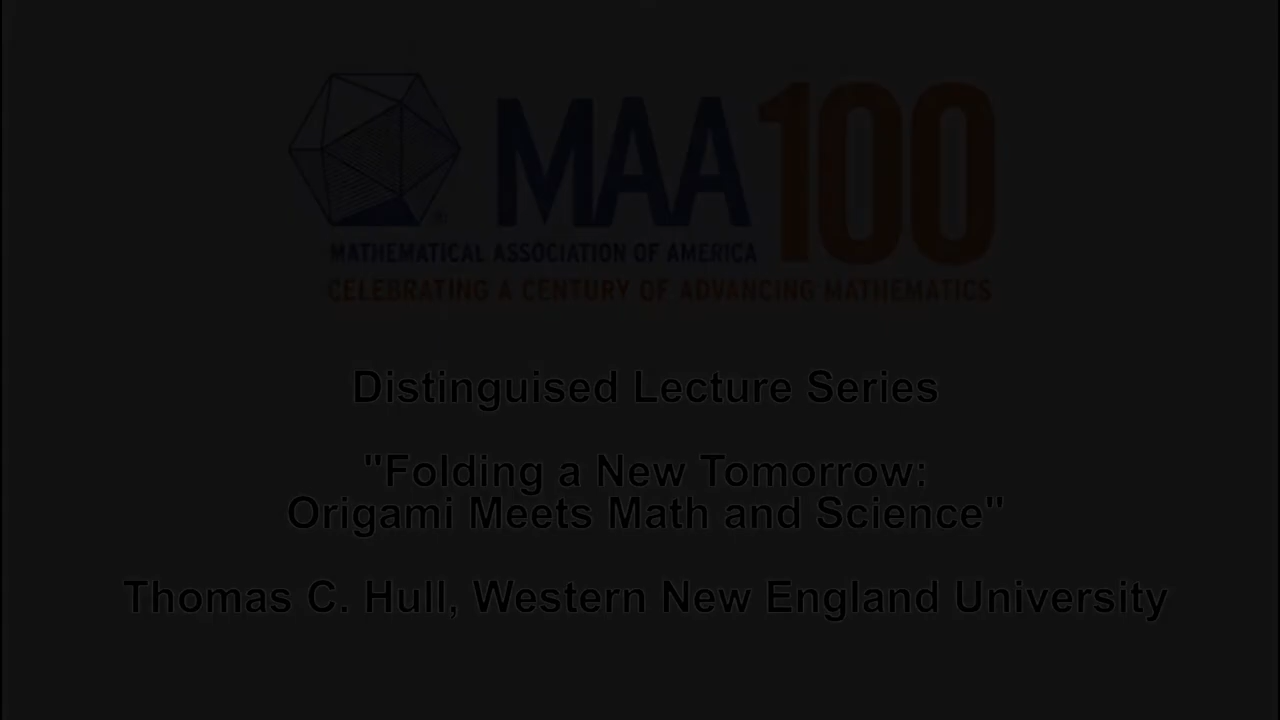 MAA100
MATHEMATICAL ASSOCIATION OF AMERICA
CELEBRATING A CENTURY OF ADVANCING MATHEMATICS
Distinguised Lecture Series
"Folding a New Tomorrow:
Origami Meets Math and Science"
Thomas C. Hull, Western New England University